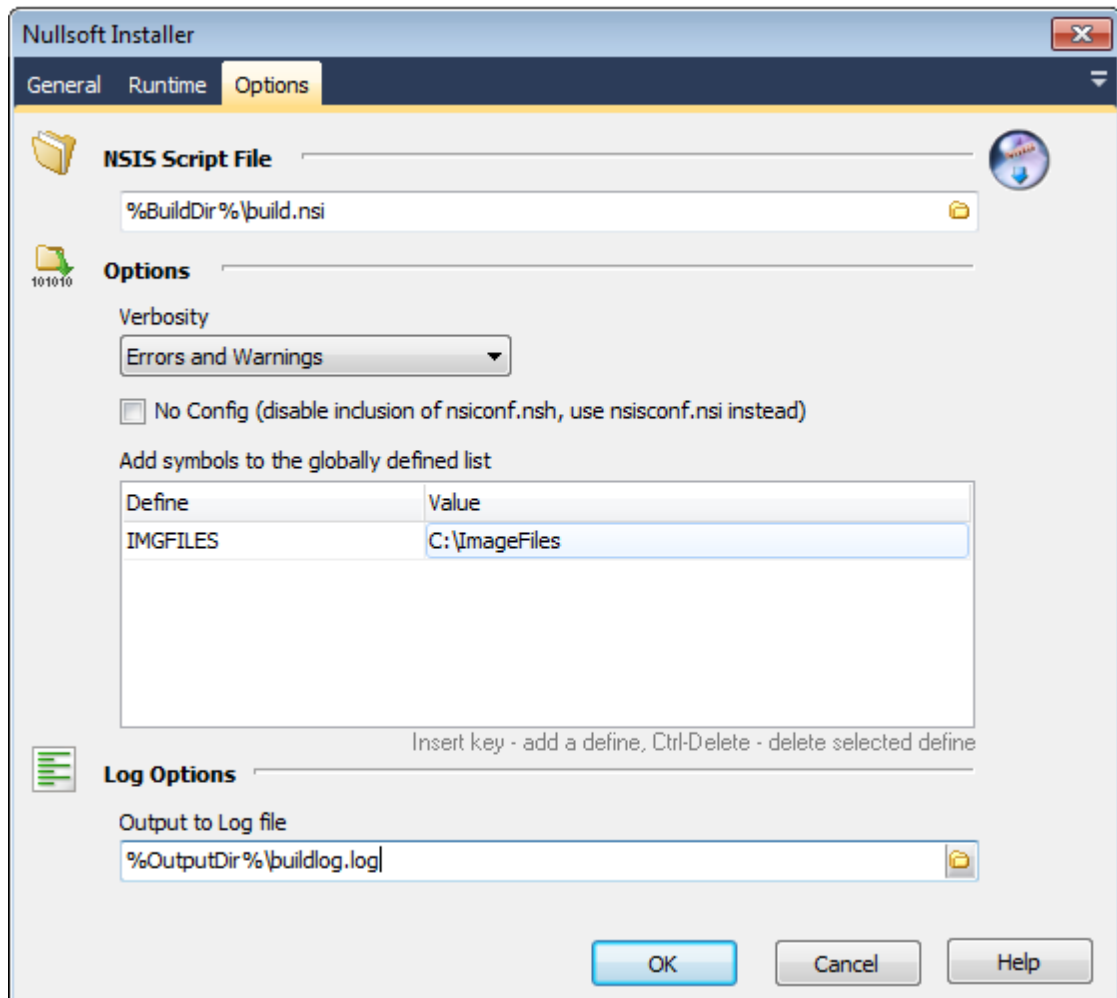 Nullsoft Installer
General Runtime Options
NSIS Script File
%BuildDir%\build.nsi
101010
Options
Verbosity
Errors and Warnings
No Config (disable inclusion of nsiconf.nsh, use nsisconf.nsi instead)
Add symbols to the globally defined list
Define Value
IMGFILES C:\ImageFiles
Insert key - add a define, Ctrl-Delete - delete selected define
Log Options
Output to Log file
%OutputDir%\buildlog.log
OK Cancel Help